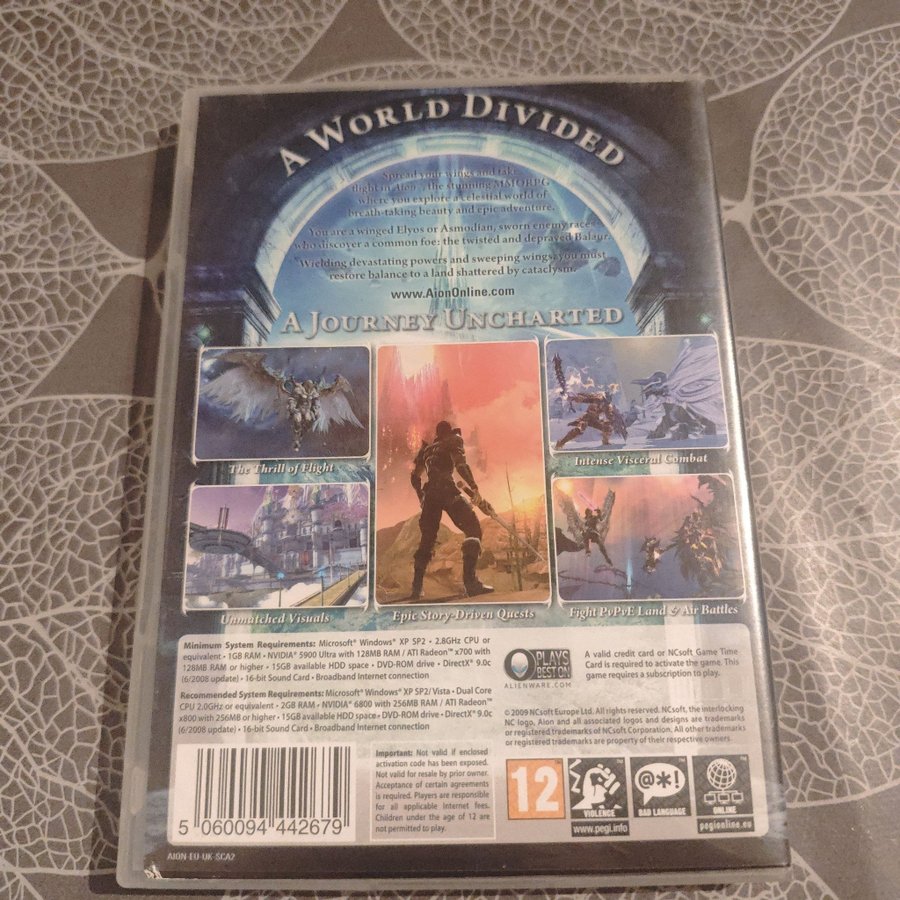 A WORLD DIVIDED
Spread your wings and take
flight in Aion™, the stunning MMORPG
where you explore a celestial world of
breath-taking beauty and epic adventure.
You are a winged Elyos or Asmodian, sworn enemy races
who discover a common foe: the twisted and depraved Balaur.
Wielding devastating powers and sweeping wings, you must
restore balance to a land shattered by cataclysm.
www.AionOnline.com
A JOURNEY UNCHARTED
The Thrill of Flight
Intense Visceral Combat
Unmatched Visuals
Epic Story-Driven Quests
Fight PvPvE Land & Air Battles
Minimum System Requirements: Microsoft® Windows® XP SP2 • 2.8GHz CPU or
equivalent • 1GB RAM • NVIDIA® 5900 Ultra with 128MB RAM / ATI Radeon™ x700 with
128MB RAM or higher • 15GB available HDD space • DVD-ROM drive • DirectX® 9.0c
(6/2008 update) • 16-bit Sound Card • Broadband Internet connection
Recommended System Requirements: Microsoft® Windows® XP SP2/Vista • Dual Core
CPU 2.0GHz or equivalent • 2GB RAM • NVIDIA® 6800 with 256MB RAM / ATI Radeon™
x800 with 256MB or higher • 15GB available HDD space • DVD-ROM drive • DirectX® 9.0c
(6/2008 update) • 16-bit Sound Card • Broadband Internet connection
PLAYS
BEST ON
ALIENWARE.COM
A valid credit card or NCsoft Game Time
Card is required to activate the game. This
game requires a subscription to play.
© 2009 NCsoft Europe Ltd. All rights reserved. NCsoft, the interlocking
NC logo, Aion and all associated logos and designs are trademarks
or registered trademarks of NCsoft Corporation. All other trademarks
or registered trademarks are property of their respective owners.
5 060094 442679
Important: Not valid if enclosed
activation code has been exposed.
Not valid for resale by prior owner.
Acceptance of certain agreements
is required. Players are responsible
for all applicable Internet fees.
Children under the age of 12 are
not permitted to play.
12
VIOLENCE
@*!
BAD LANGUAGE
ONLINE
www.pegi.info
pegionline.eu
AION-EU-UK-SCA2